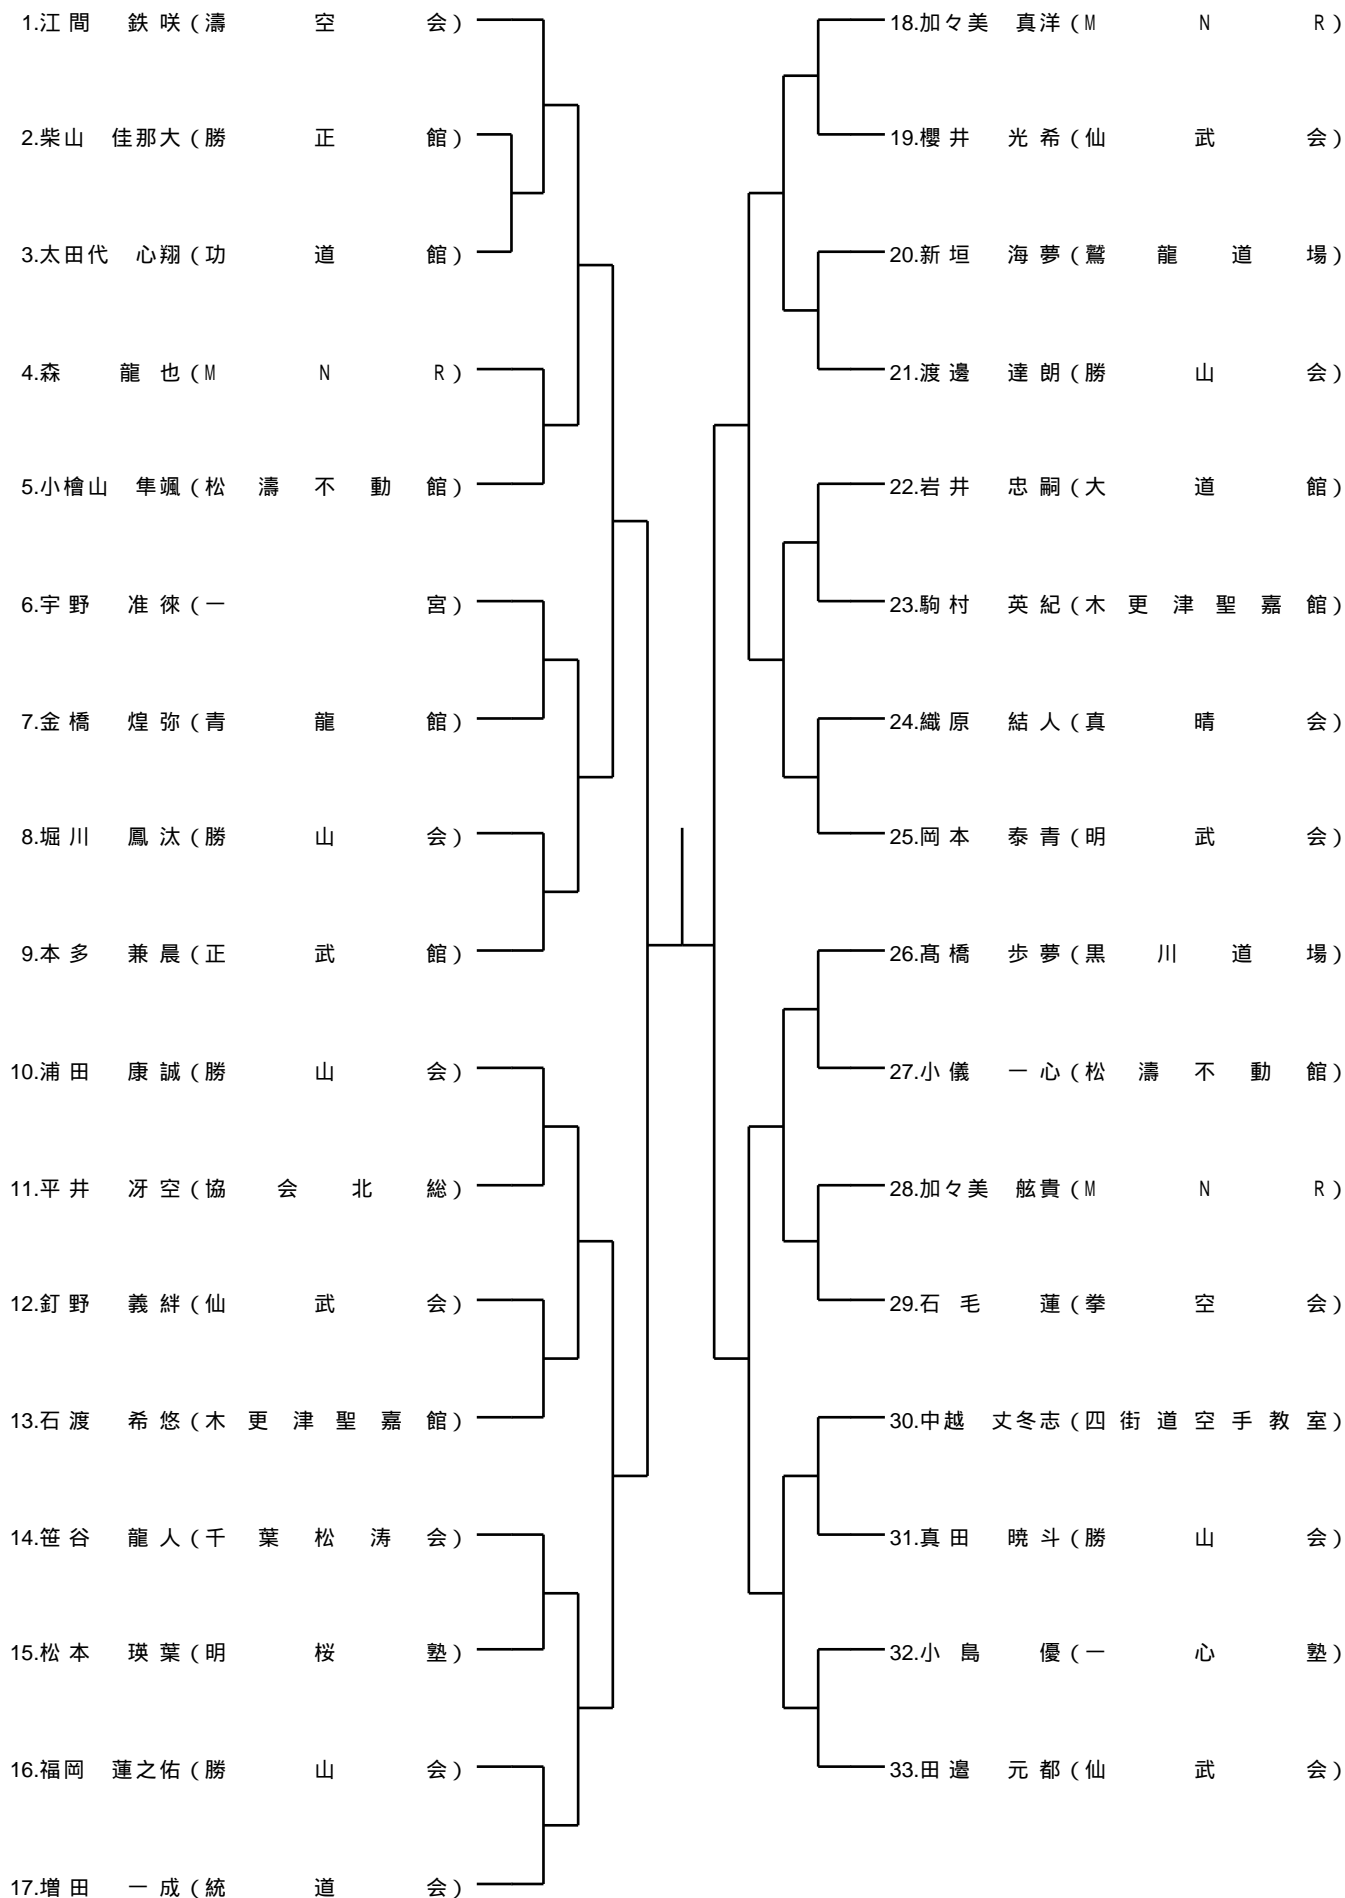 1.江間 鉄咲(濤空会)
2.柴山 佳那大(勝正館)
3.太田代 心翔(功道館)
4.森 龍也(MNR)
5.小檜山 隼颯(松濤不動館)
6.宇野 准徠(一宮)
7.金橋 煌弥(青龍館)
8.堀川 鳳汰(勝山会)
9.本多 兼晨(正武館)
10.浦田 康誠(勝山会)
11.平井 冴空(協会北総)
12.釘野 義絆(仙武会)
13.石渡 希悠(木更津聖嘉館)
14.笹谷 龍人(千葉松涛会)
15.松本 瑛葉(明桜塾)
16.福岡 蓮之佑(勝山会)
17.増田 一成(統道会)
18.加々美 真洋(MNR)
19.櫻井 光希(仙武会)
20.新垣 海夢(鷲龍道場)
21.渡邊 達朗(勝山会)
22.岩井 忠嗣(大道館)
23.駒村 英紀(木更津聖嘉館)
24.織原 結人(真晴会)
25.岡本 泰青(明武会)
26.髙橋 歩夢(黒川道場)
27.小儀 一心(松濤不動館)
28.加々美 舷貴(MNR)
29.石毛 蓮(拳空会)
30.中越 丈冬志(四街道空手教室)
31.真田 暁斗(勝山会)
32.小島 優(一心塾)
33.田邉 元都(仙武会)